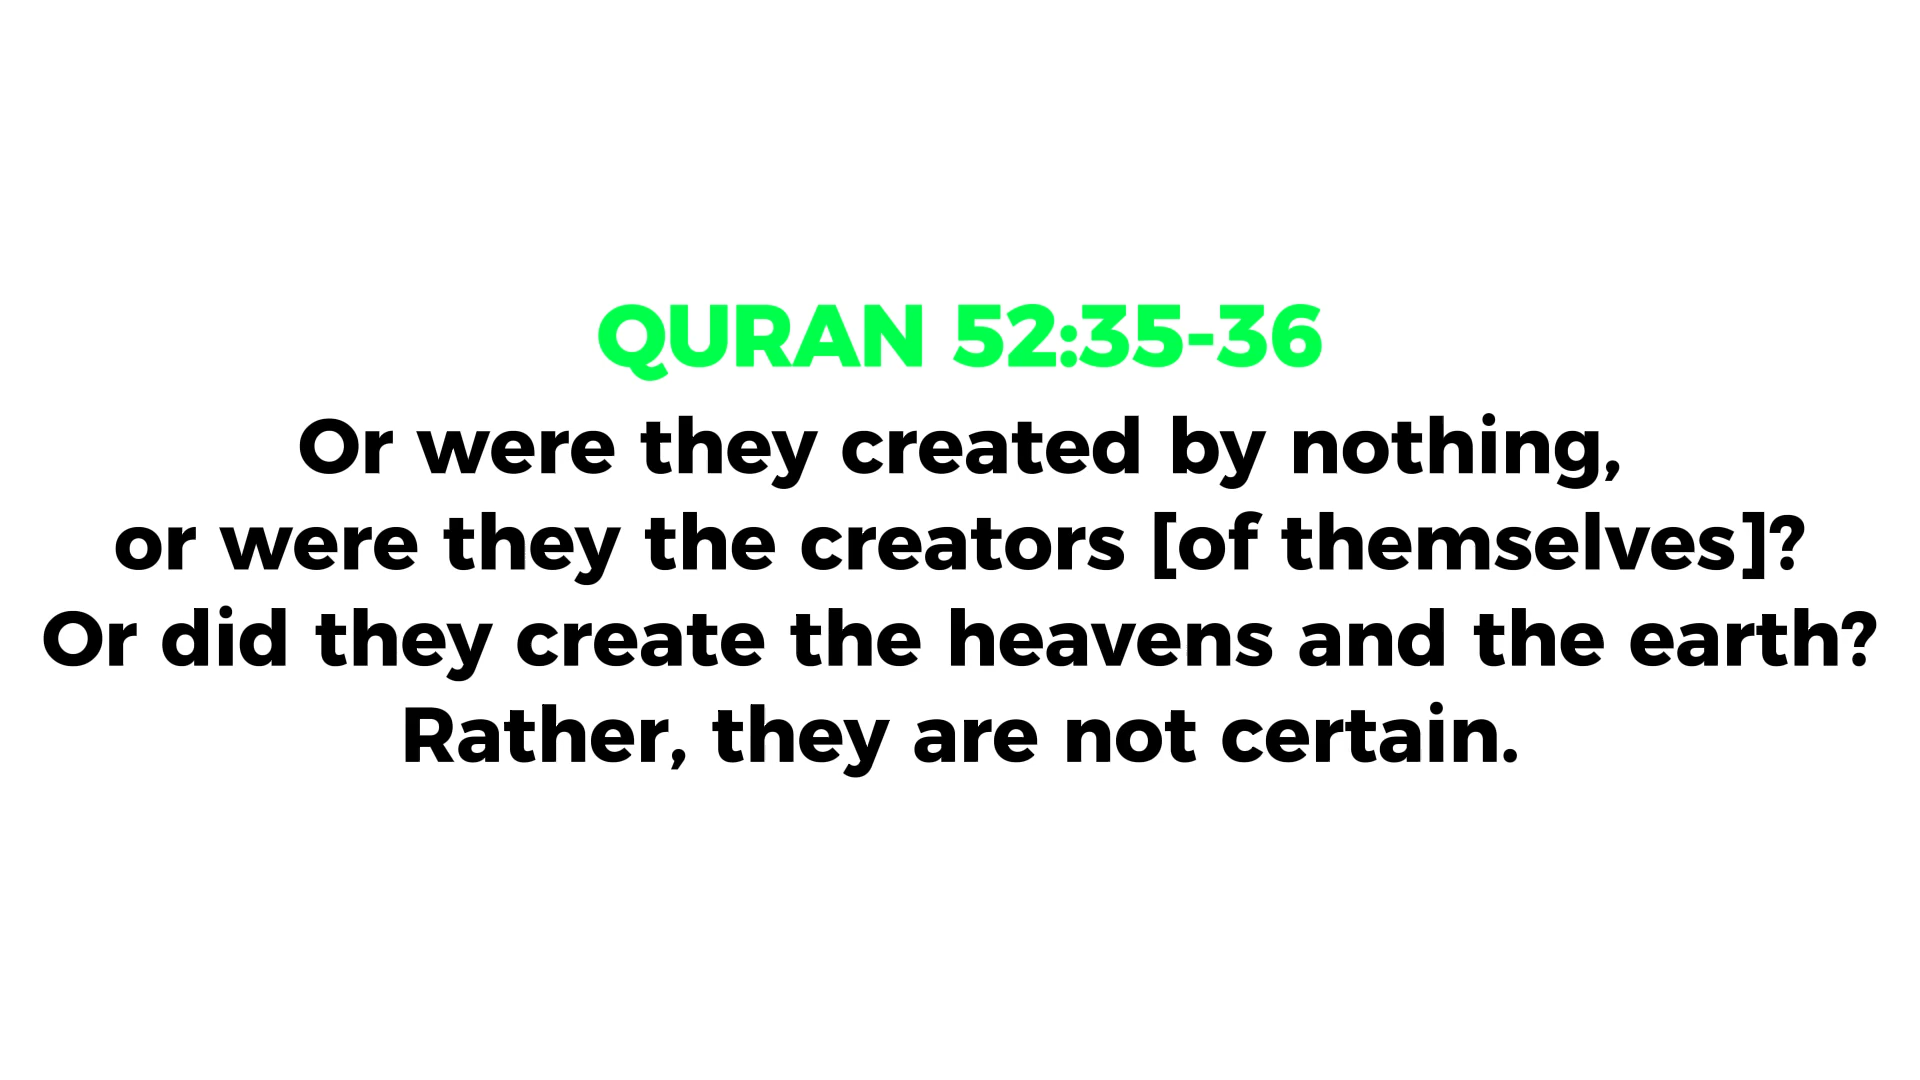 QURAN 52:35-36
Or were they created by nothing,
or were they the creators [of themselves]?
Or did they create the heavens and the earth?
Rather, they are not certain.